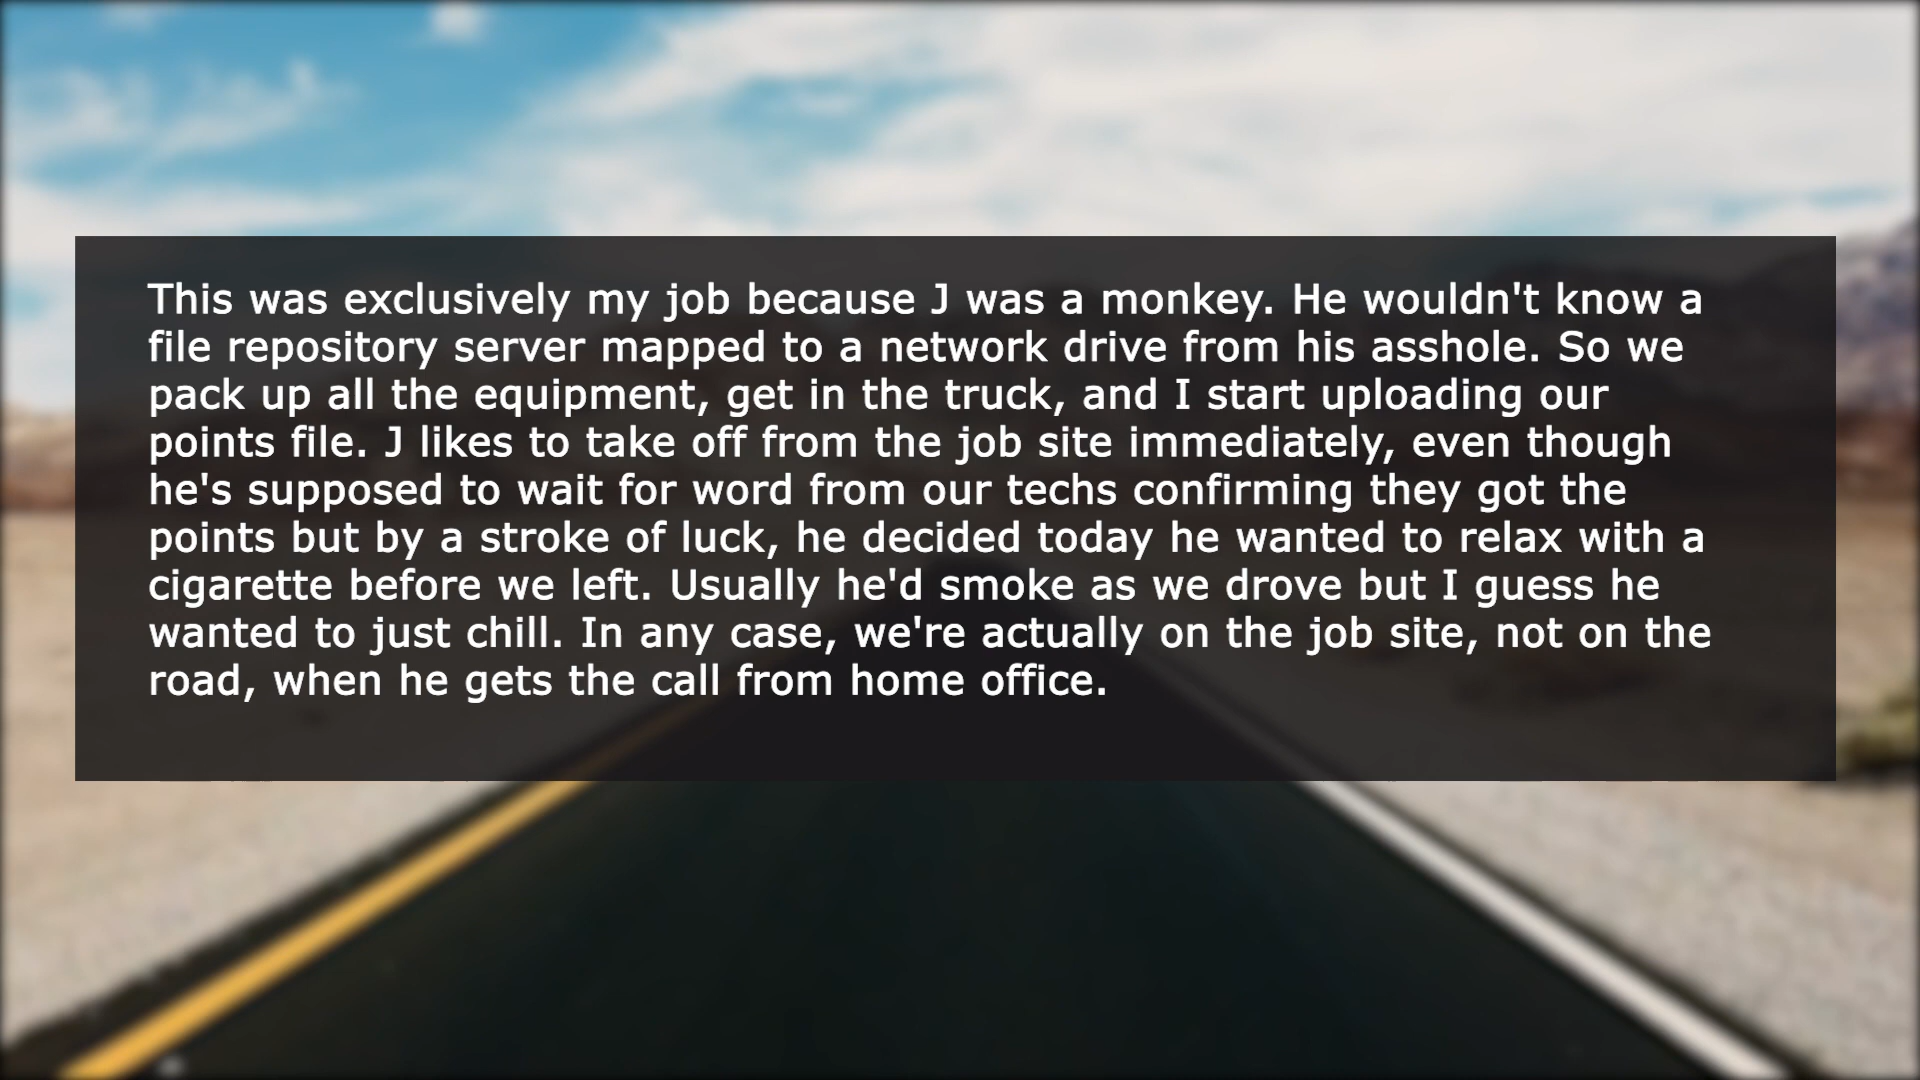 This was exclusively my job because J was a monkey. He wouldn't know a
file repository server mapped to a network drive from his asshole. So we
pack up all the equipment, get in the truck, and I start uploading our
points file. J likes to take off from the job site immediately, even though
he's supposed to wait for word from our techs confirming they got the
points but by a stroke of luck, he decided today he wanted to relax with a
cigarette before we left. Usually he'd smoke as we drove but I guess he
wanted to just chill. In any case, we're actually on the job site, not on the
road, when he gets the call from home office.